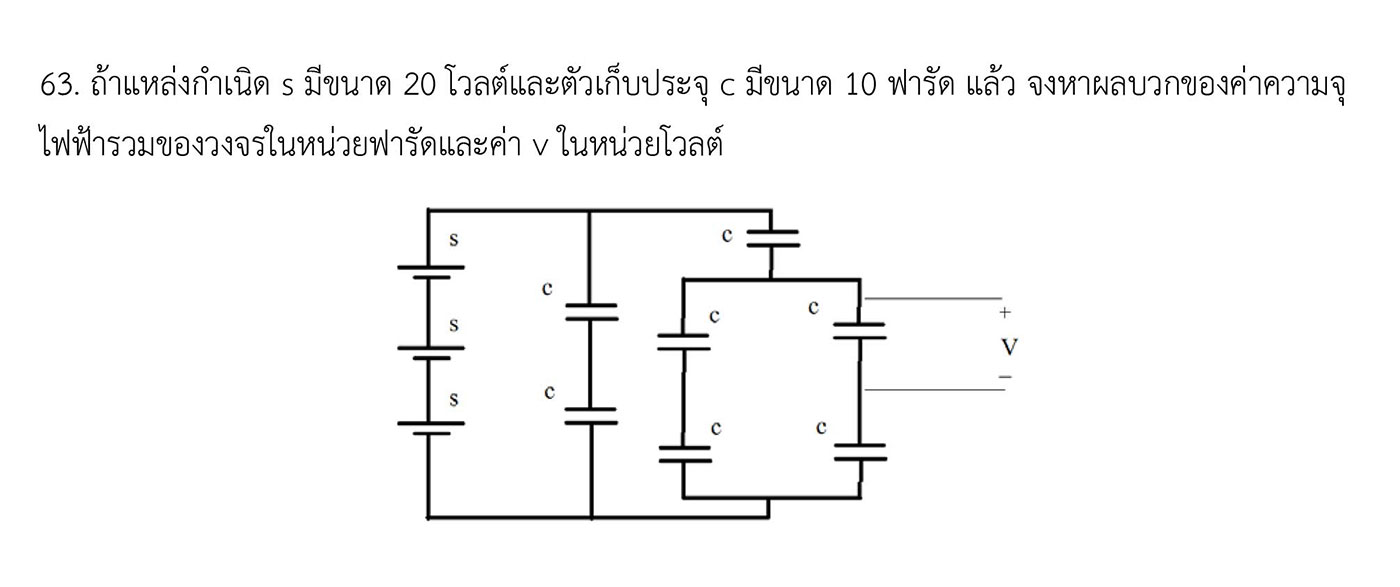 63. ถ้าแหล่งกำเนิด s มีขนาด 20 โวลต์และตัวเก็บประจุ c มีขนาด 10 ฟารัด แล้ว จงหาผลบวกของค่าความจุ
ไฟฟ้ารวมของวงจรในหน่วยฟารัดและค่า v ในหน่วยโวลต์
s
c
c
c
c
+
s
V
−
s
c
c
c